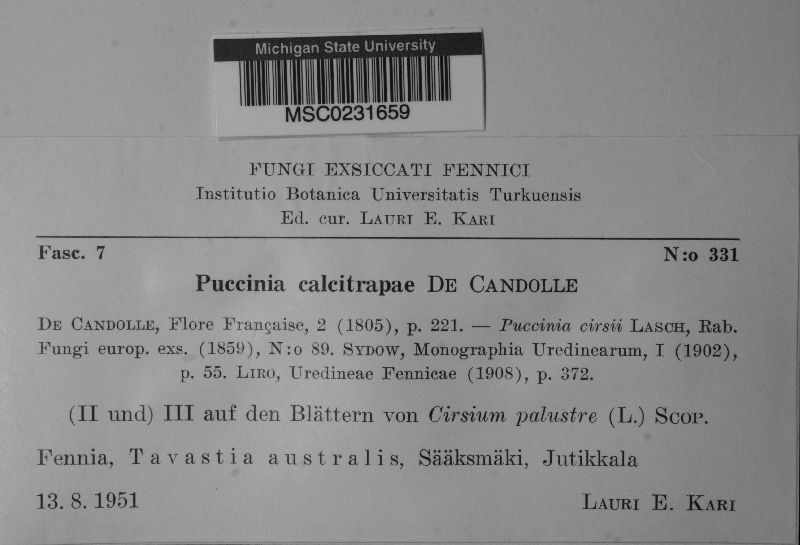 Michigan State University
MSC0231659
FUNGI EXSICCATI FENNICI
Institutio Botanica Universitatis Turkuensis
Ed. cur. LAURI E. KARI
Fasc. 7 N:o 331
Puccinia calcitrapae DE CANDOLLE
DE CANDOLLE, Flore Française, 2 (1805), p. 221. — Puccinia cirsii LASCH, Rab.
Fungi europ. exs. (1859), N:o 89. SYDOW, Monographia Uredinearum, I (1902),
p. 55. LIRO, Uredineae Fennicae (1908), p. 372.
(II und) III auf den Blättern von Cirsium palustre (L.) SCOP.
Fennia, Tavastia australis, Sääksmäki, Jutikkala
13. 8. 1951 LAURI E. KARI